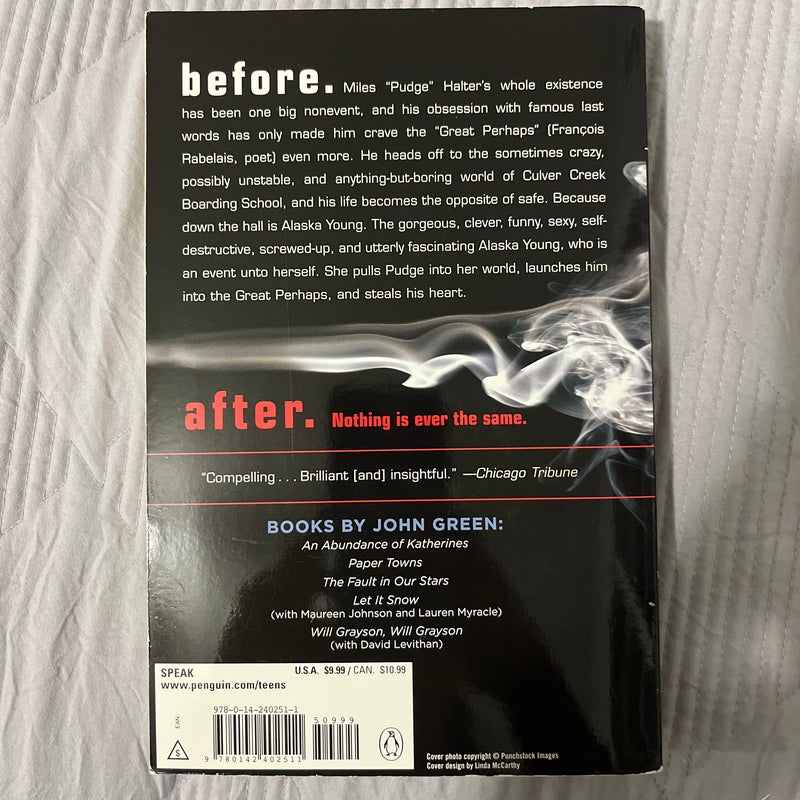 before. Miles “Pudge” Halter’s whole existence
has been one big nonevent, and his obsession with famous last
words has only made him crave the “Great Perhaps” (François
Rabelais, poet) even more. He heads off to the sometimes crazy,
possibly unstable, and anything-but-boring world of Culver Creek
Boarding School, and his life becomes the opposite of safe. Because
down the hall is Alaska Young. The gorgeous, clever, funny, sexy, self-
destructive, screwed-up, and utterly fascinating Alaska Young, who is
an event unto herself. She pulls Pudge into her world, launches him
into the Great Perhaps, and steals his heart.
after. Nothing is ever the same.
“Compelling . . . Brilliant [and] insightful.” —Chicago Tribune
BOOKS BY JOHN GREEN:
An Abundance of Katherines
Paper Towns
The Fault in Our Stars
Let It Snow
(with Maureen Johnson and Lauren Myracle)
Will Grayson, Will Grayson
(with David Levithan)
SPEAK U.S.A. $9.99 / CAN. $10.99
www.penguin.com/teens
978-0-14-240251-1
50999
EAN
S
9 780142 402511
Cover photo copyright © Punchstock Images
Cover design by Linda McCarthy